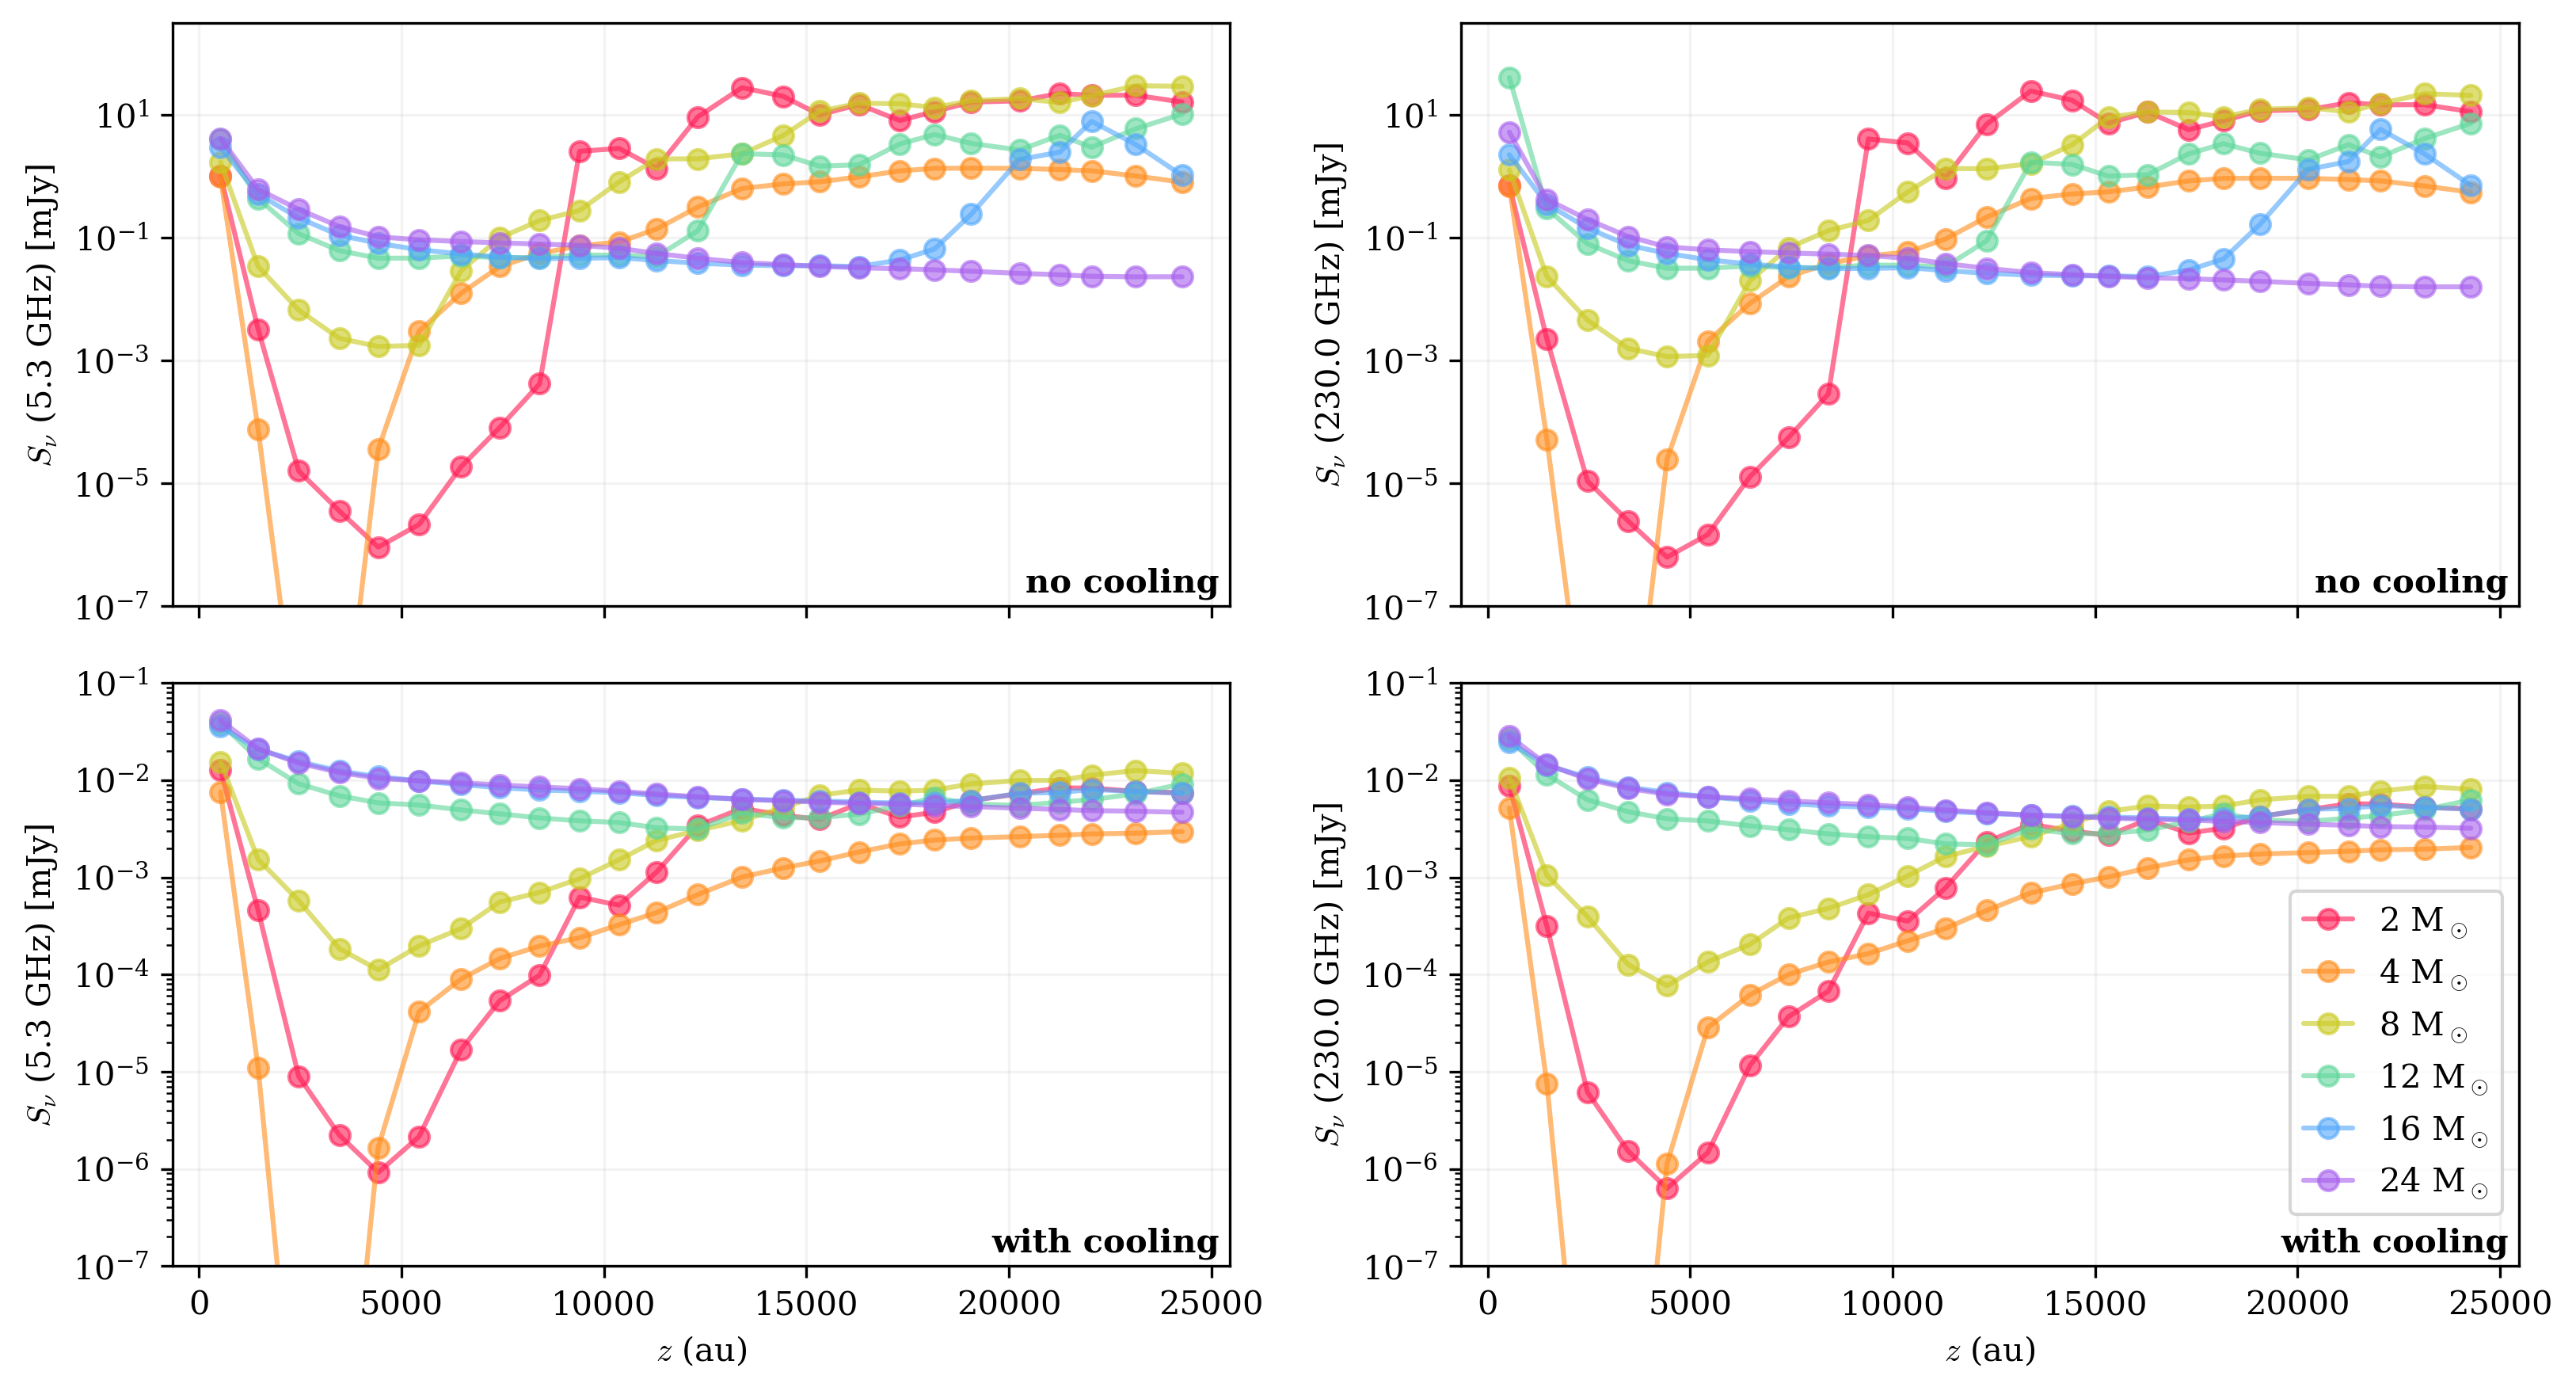 S_ν (5.3 GHz) [mJy]
10^1
10^-1
10^-3
10^-5
10^-7
no cooling
S_ν (230.0 GHz) [mJy]
10^1
10^-1
10^-3
10^-5
10^-7
no cooling
S_ν (5.3 GHz) [mJy]
10^-1
10^-2
10^-3
10^-4
10^-5
10^-6
10^-7
with cooling
0 5000 10000 15000 20000 25000
z (au)
S_ν (230.0 GHz) [mJy]
10^-1
10^-2
10^-3
10^-4
10^-5
10^-6
10^-7
2 M_⊙
4 M_⊙
8 M_⊙
12 M_⊙
16 M_⊙
24 M_⊙
with cooling
0 5000 10000 15000 20000 25000
z (au)